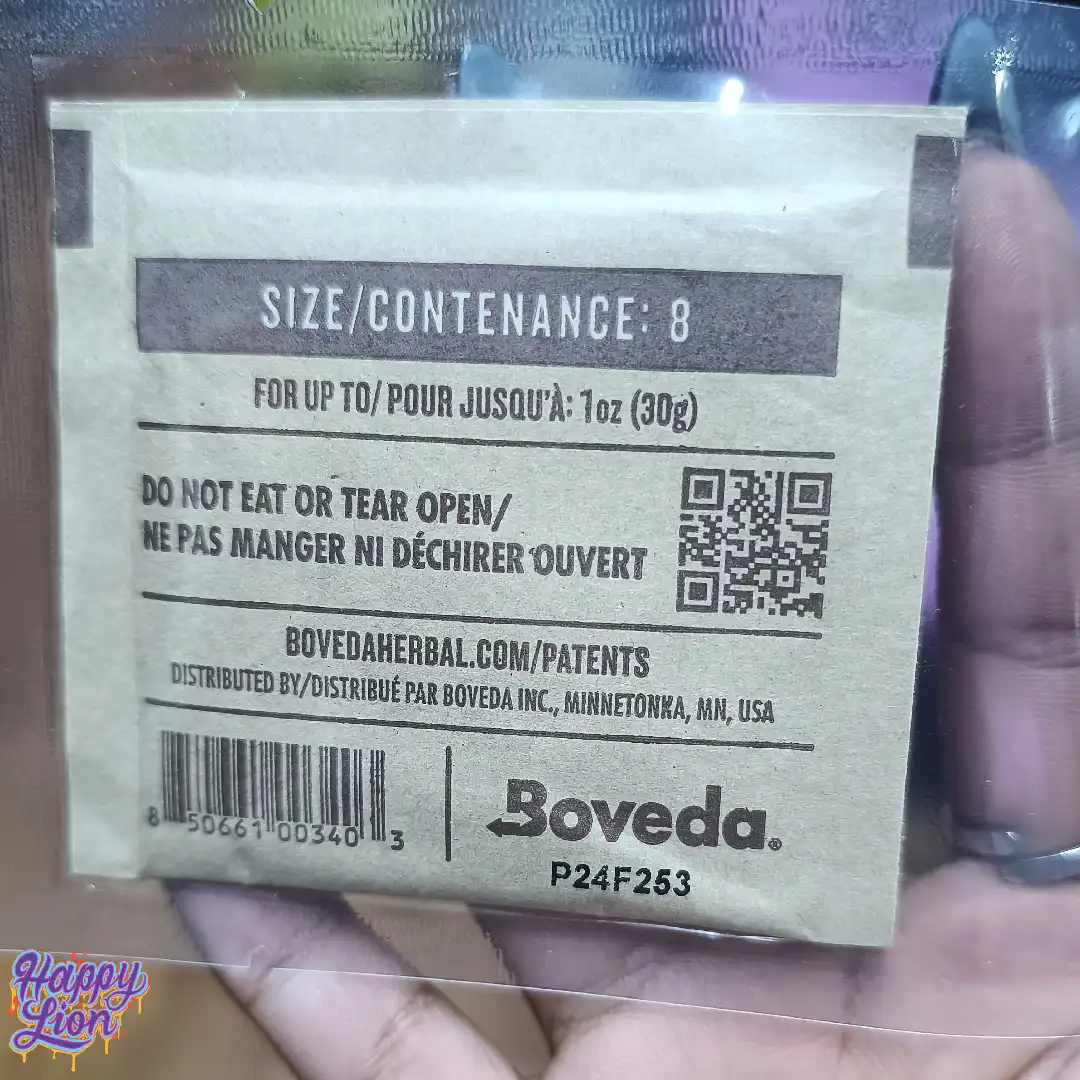 SIZE/CONTENANCE: 8
FOR UP TO/ POUR JUSQU'À: 1oz (30g)
DO NOT EAT OR TEAR OPEN/
NE PAS MANGER NI DÉCHIRER OUVERT
BOVEDAHERBAL.COM/PATENTS
DISTRIBUTED BY/DISTRIBUÉ PAR BOVEDA INC., MINNETONKA, MN, USA
8 50661 00340 3
Boveda®
P24F253
Happy
Lion